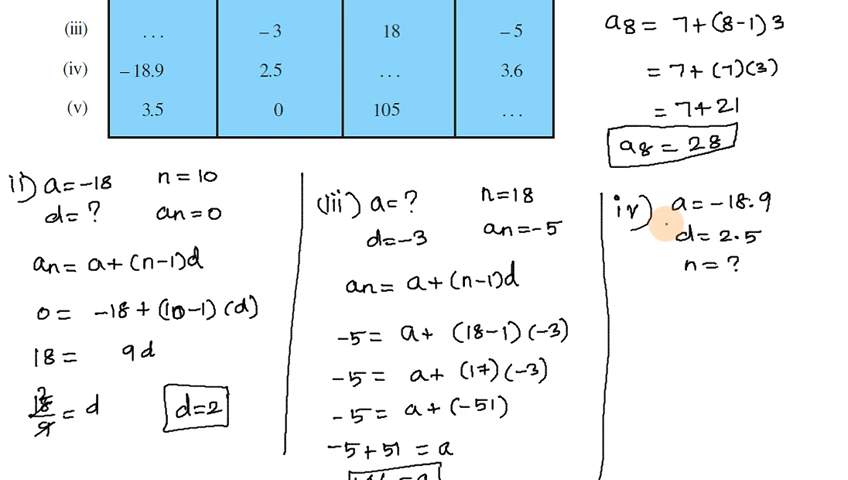 (iii) ... −3 18 −5
(iv) −18.9 2.5 ... 3.6
(v) 3.5 0 105 ...
a8 = 7+(8-1)3
= 7+(7)(3)
= 7+21
a8 = 28
ii) a=-18 n=10
d=? an=0
an= a+(n-1)d
0= -18+(10-1)(d)
18= 9d
18/9 = d d=2
(iii) a=? n=18
d=-3 an=-5
an= a+(n-1)d
-5= a+ (18-1)(-3)
-5= a+ (17)(-3)
-5= a+(-51)
-5+51 = a
iv) a=-18.9
d=2.5
n=?